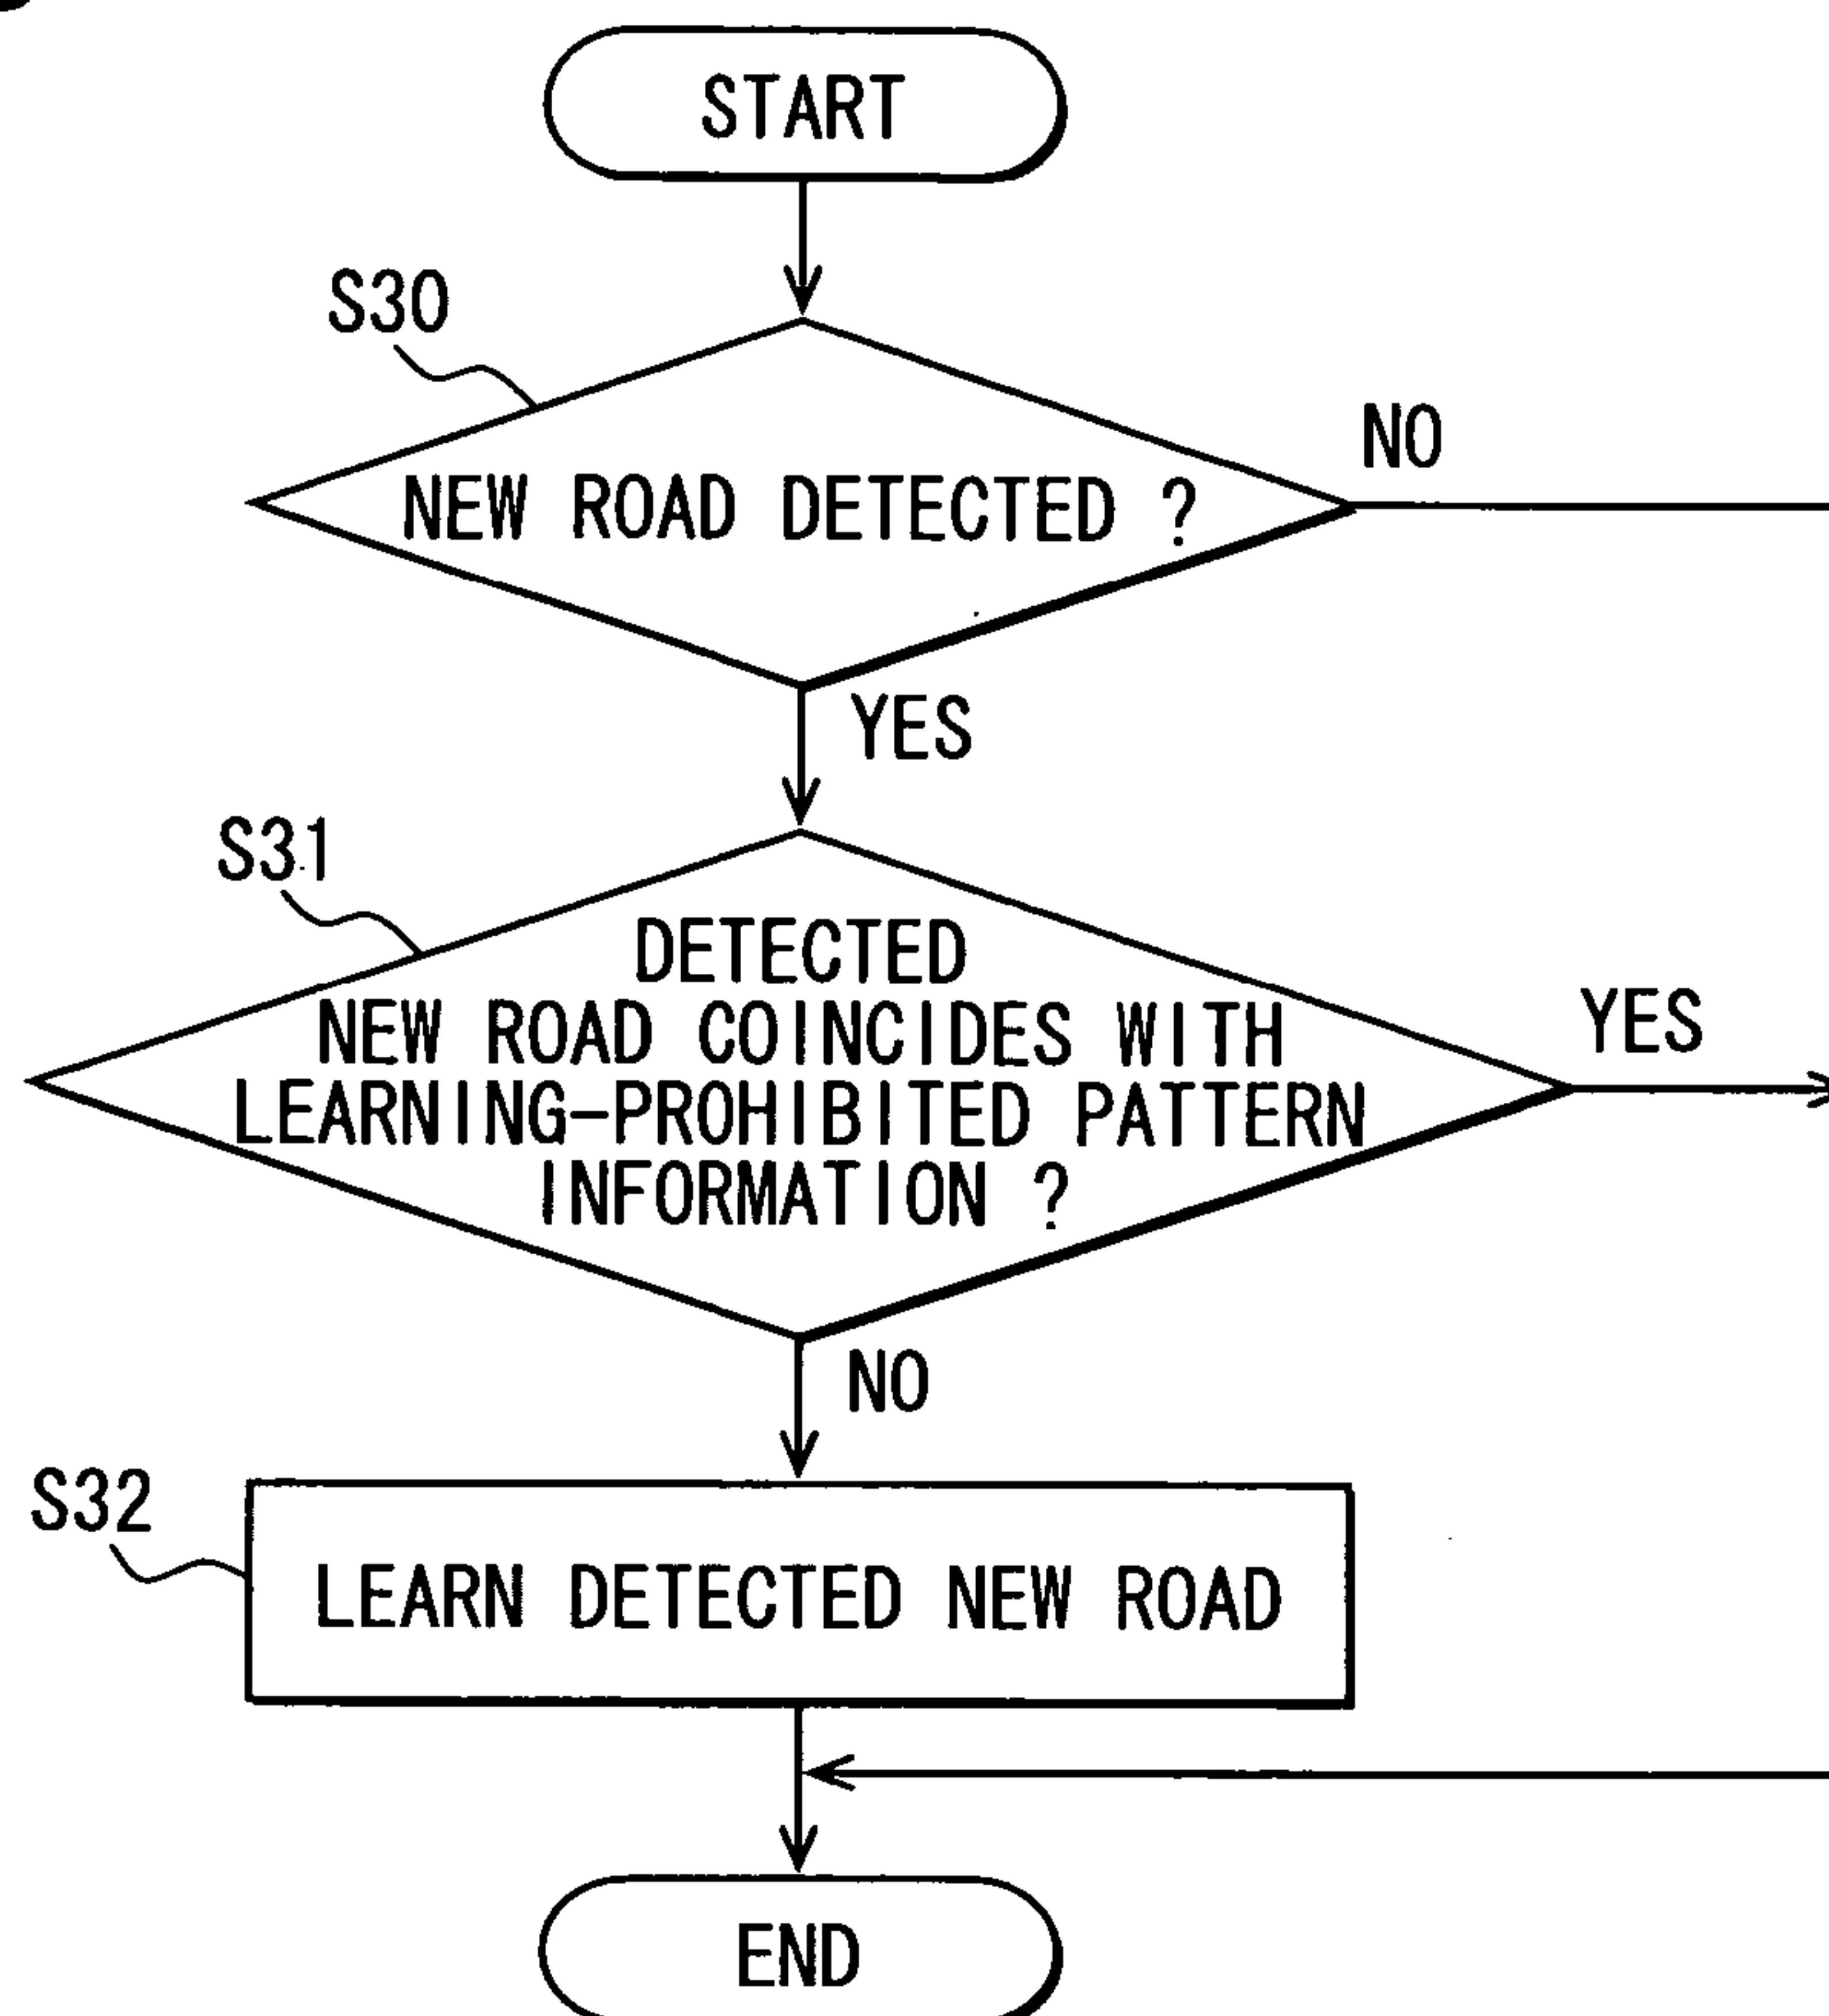 START
S30
NO
NEW ROAD DETECTED ?
YES
S31
DETECTED
NEW ROAD COINCIDES WITH
YES
LEARNING-PROHIBITED PATTERN
INFORMATION ?
NO
S32
LEARN DETECTED NEW ROAD
END